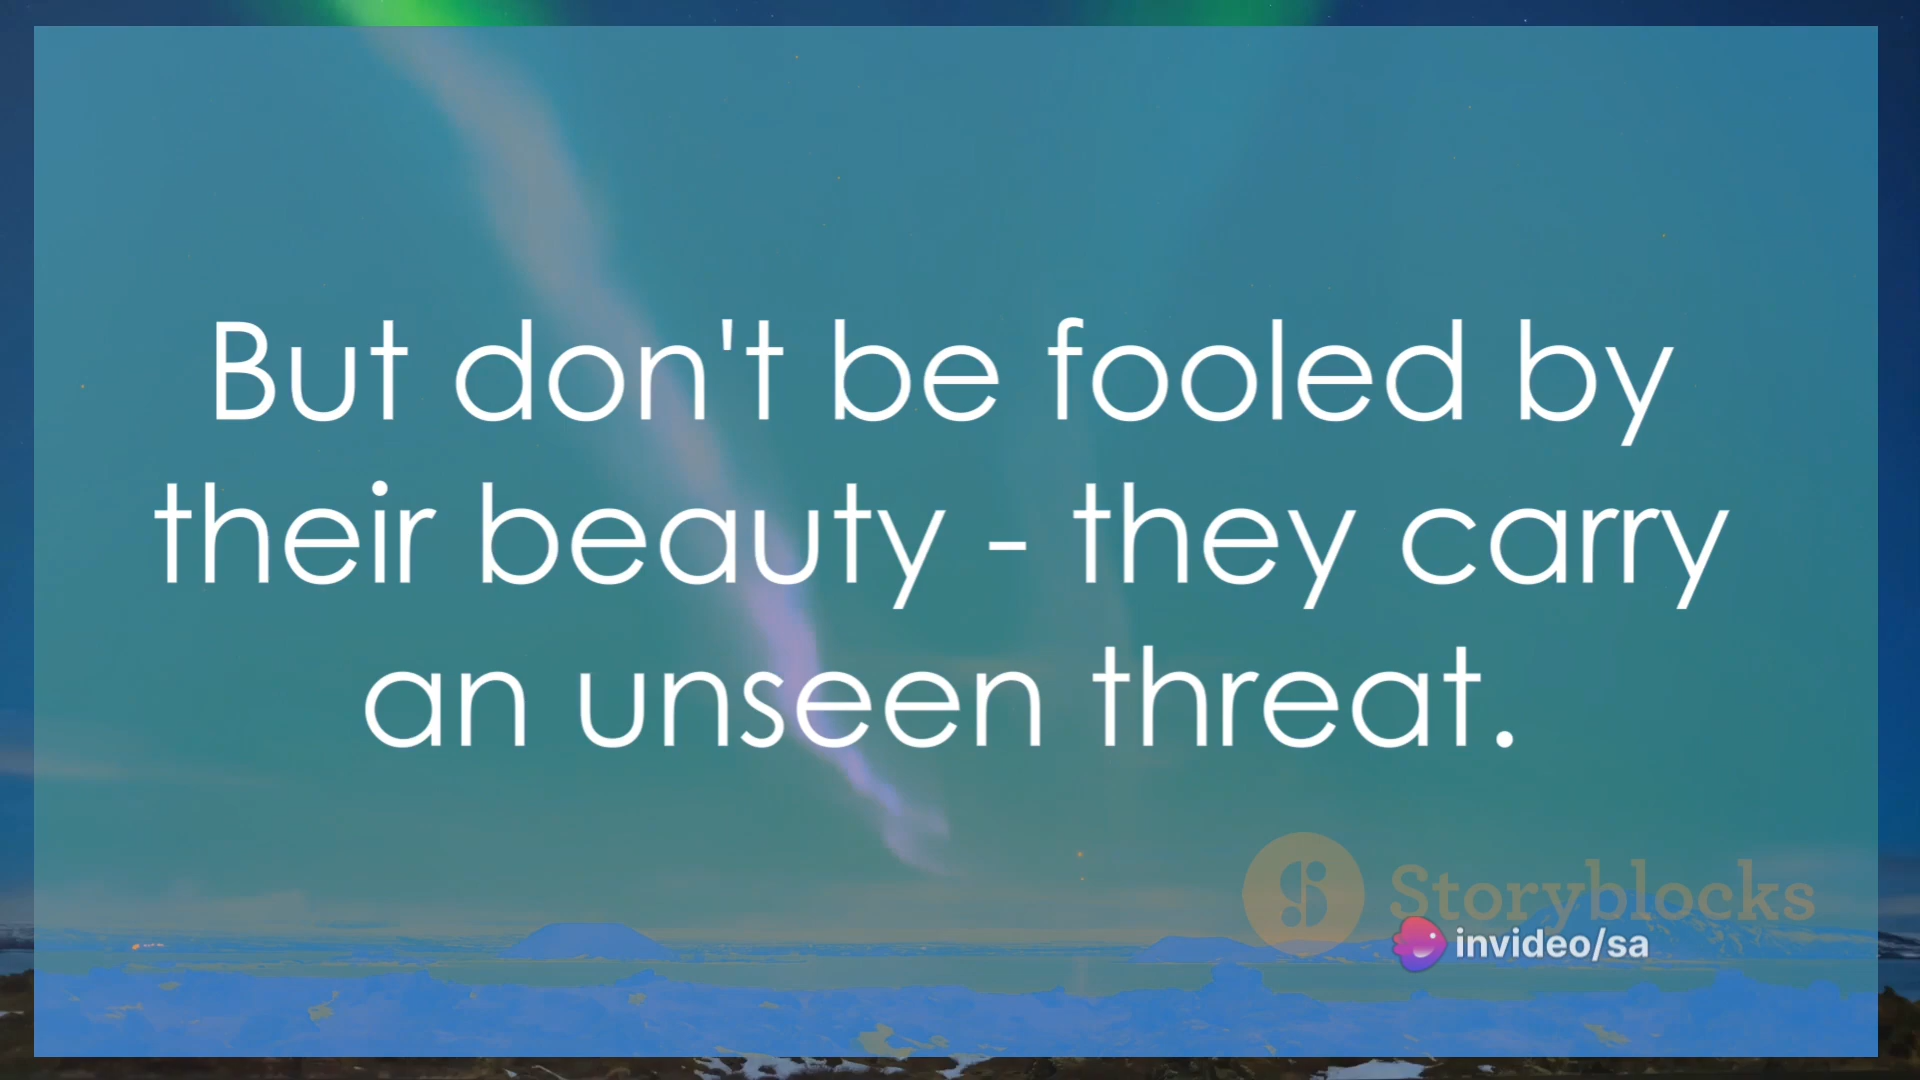 But don't be fooled by
their beauty - they carry
an unseen threat.
Storyblocks
invideo/sa